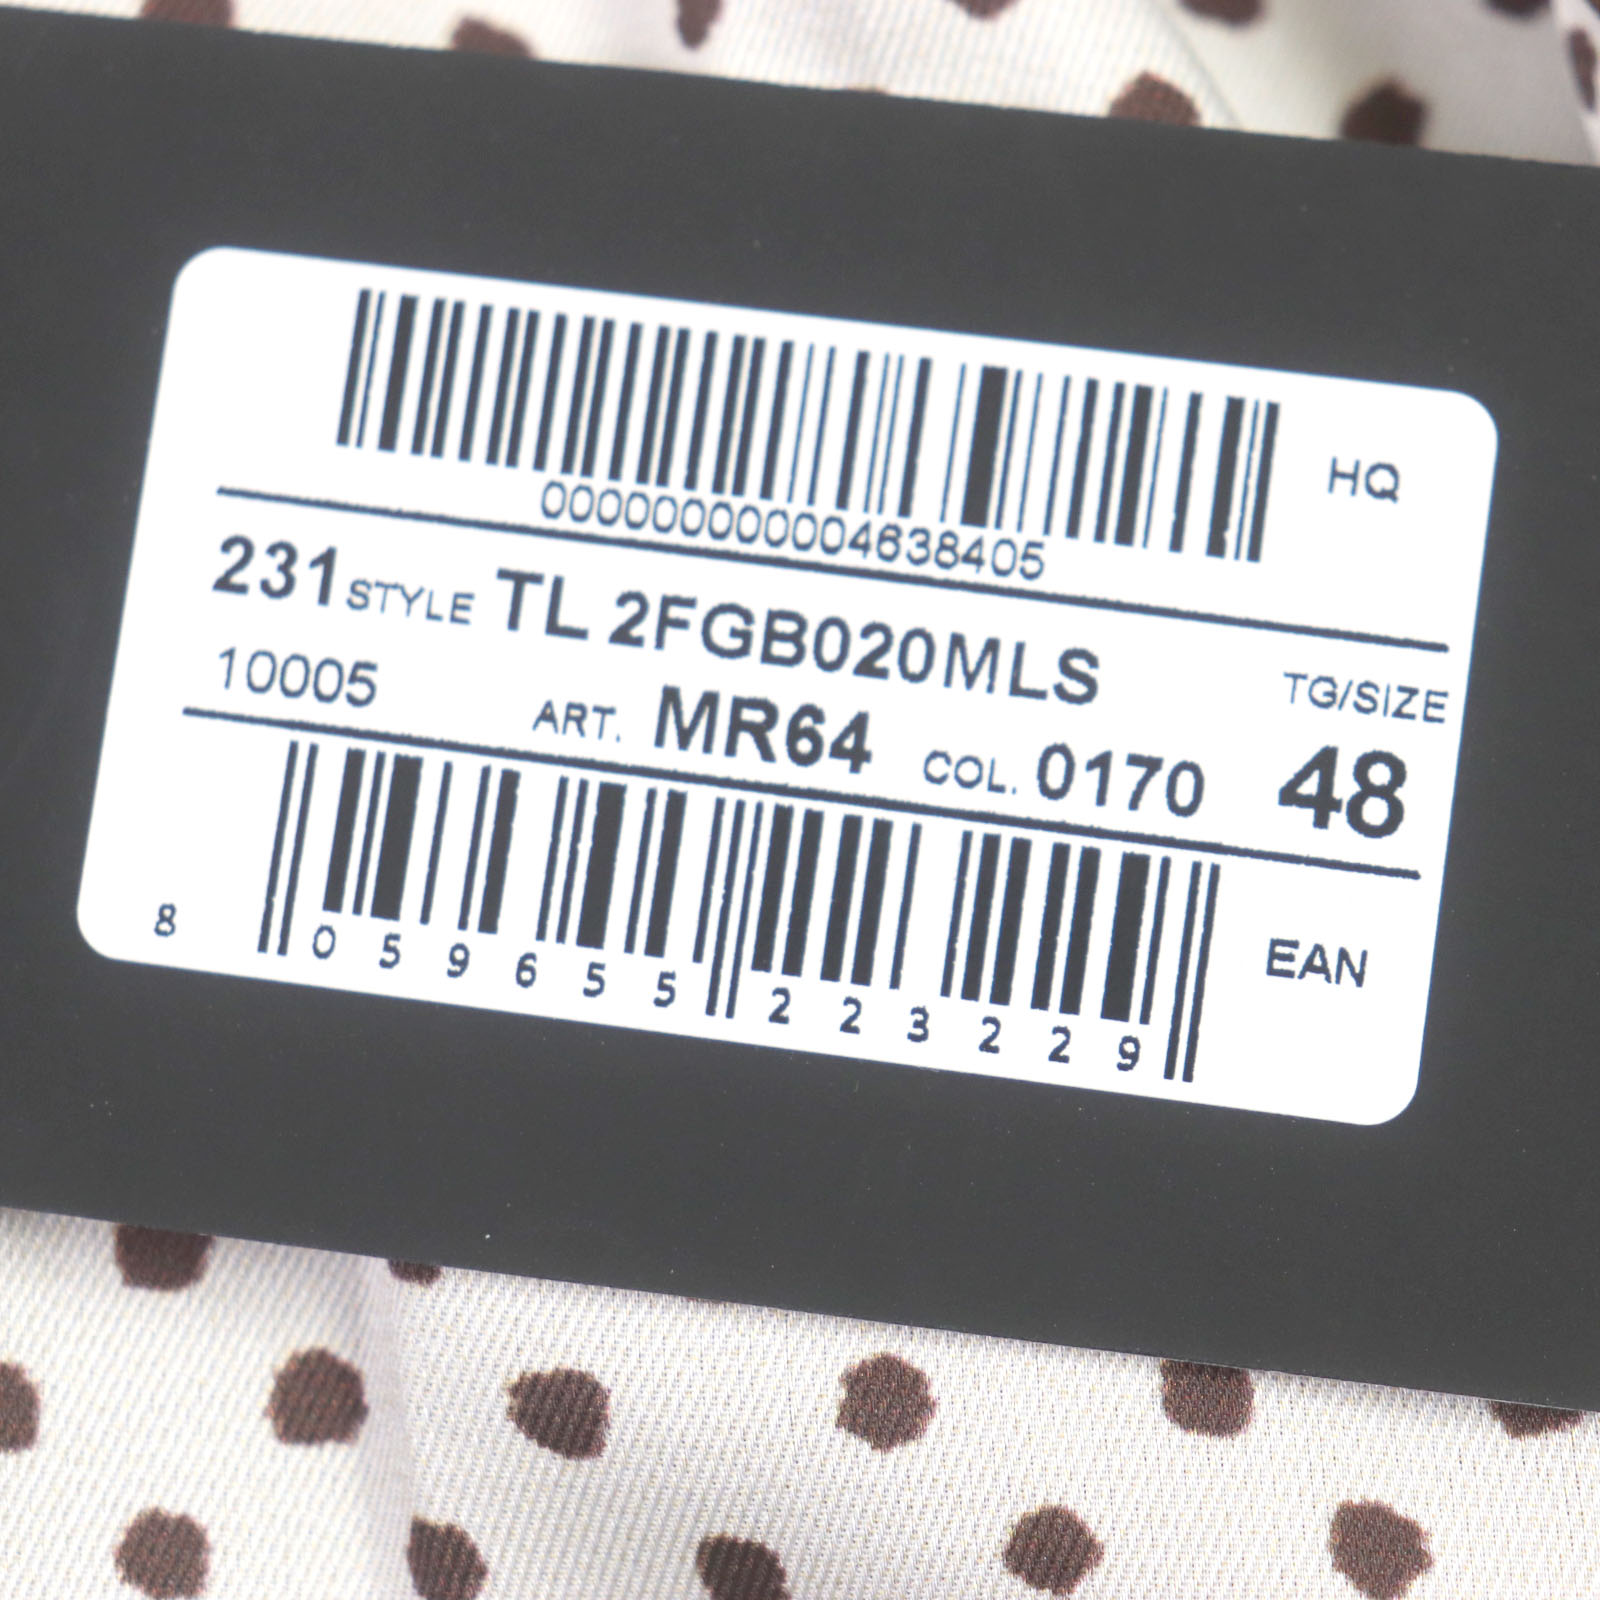 HQ
000000000004638405
231 STYLE TL 2FGB020MLS
10005 ART. MR64 COL. 0170
TG/SIZE
48
8 059655 223229
EAN